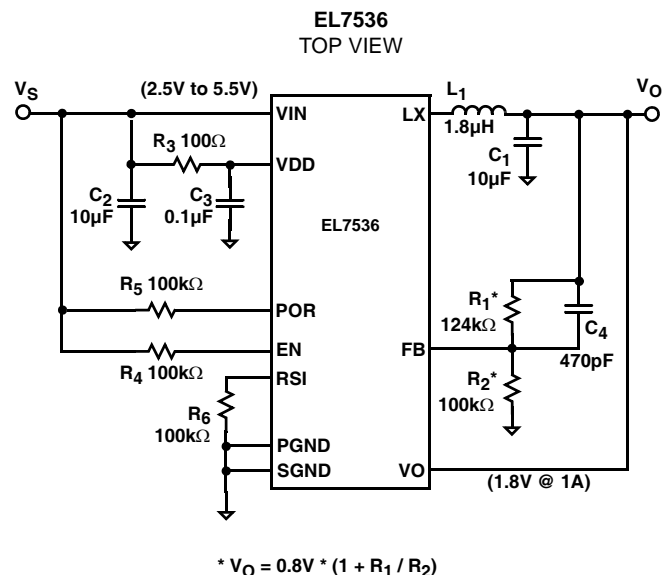 EL7536
TOP VIEW
VS
(2.5V to 5.5V)
VIN
LX
L1
1.8µH
VO
R3 100Ω
VDD
C1
10µF
C2
10µF
C3
0.1µF
EL7536
R5 100kΩ
POR
R1*
124kΩ
C4
470pF
EN
FB
R4 100kΩ
RSI
R2*
100kΩ
R6
100kΩ
PGND
SGND
VO
(1.8V @ 1A)
* VO = 0.8V * (1 + R1 / R2)